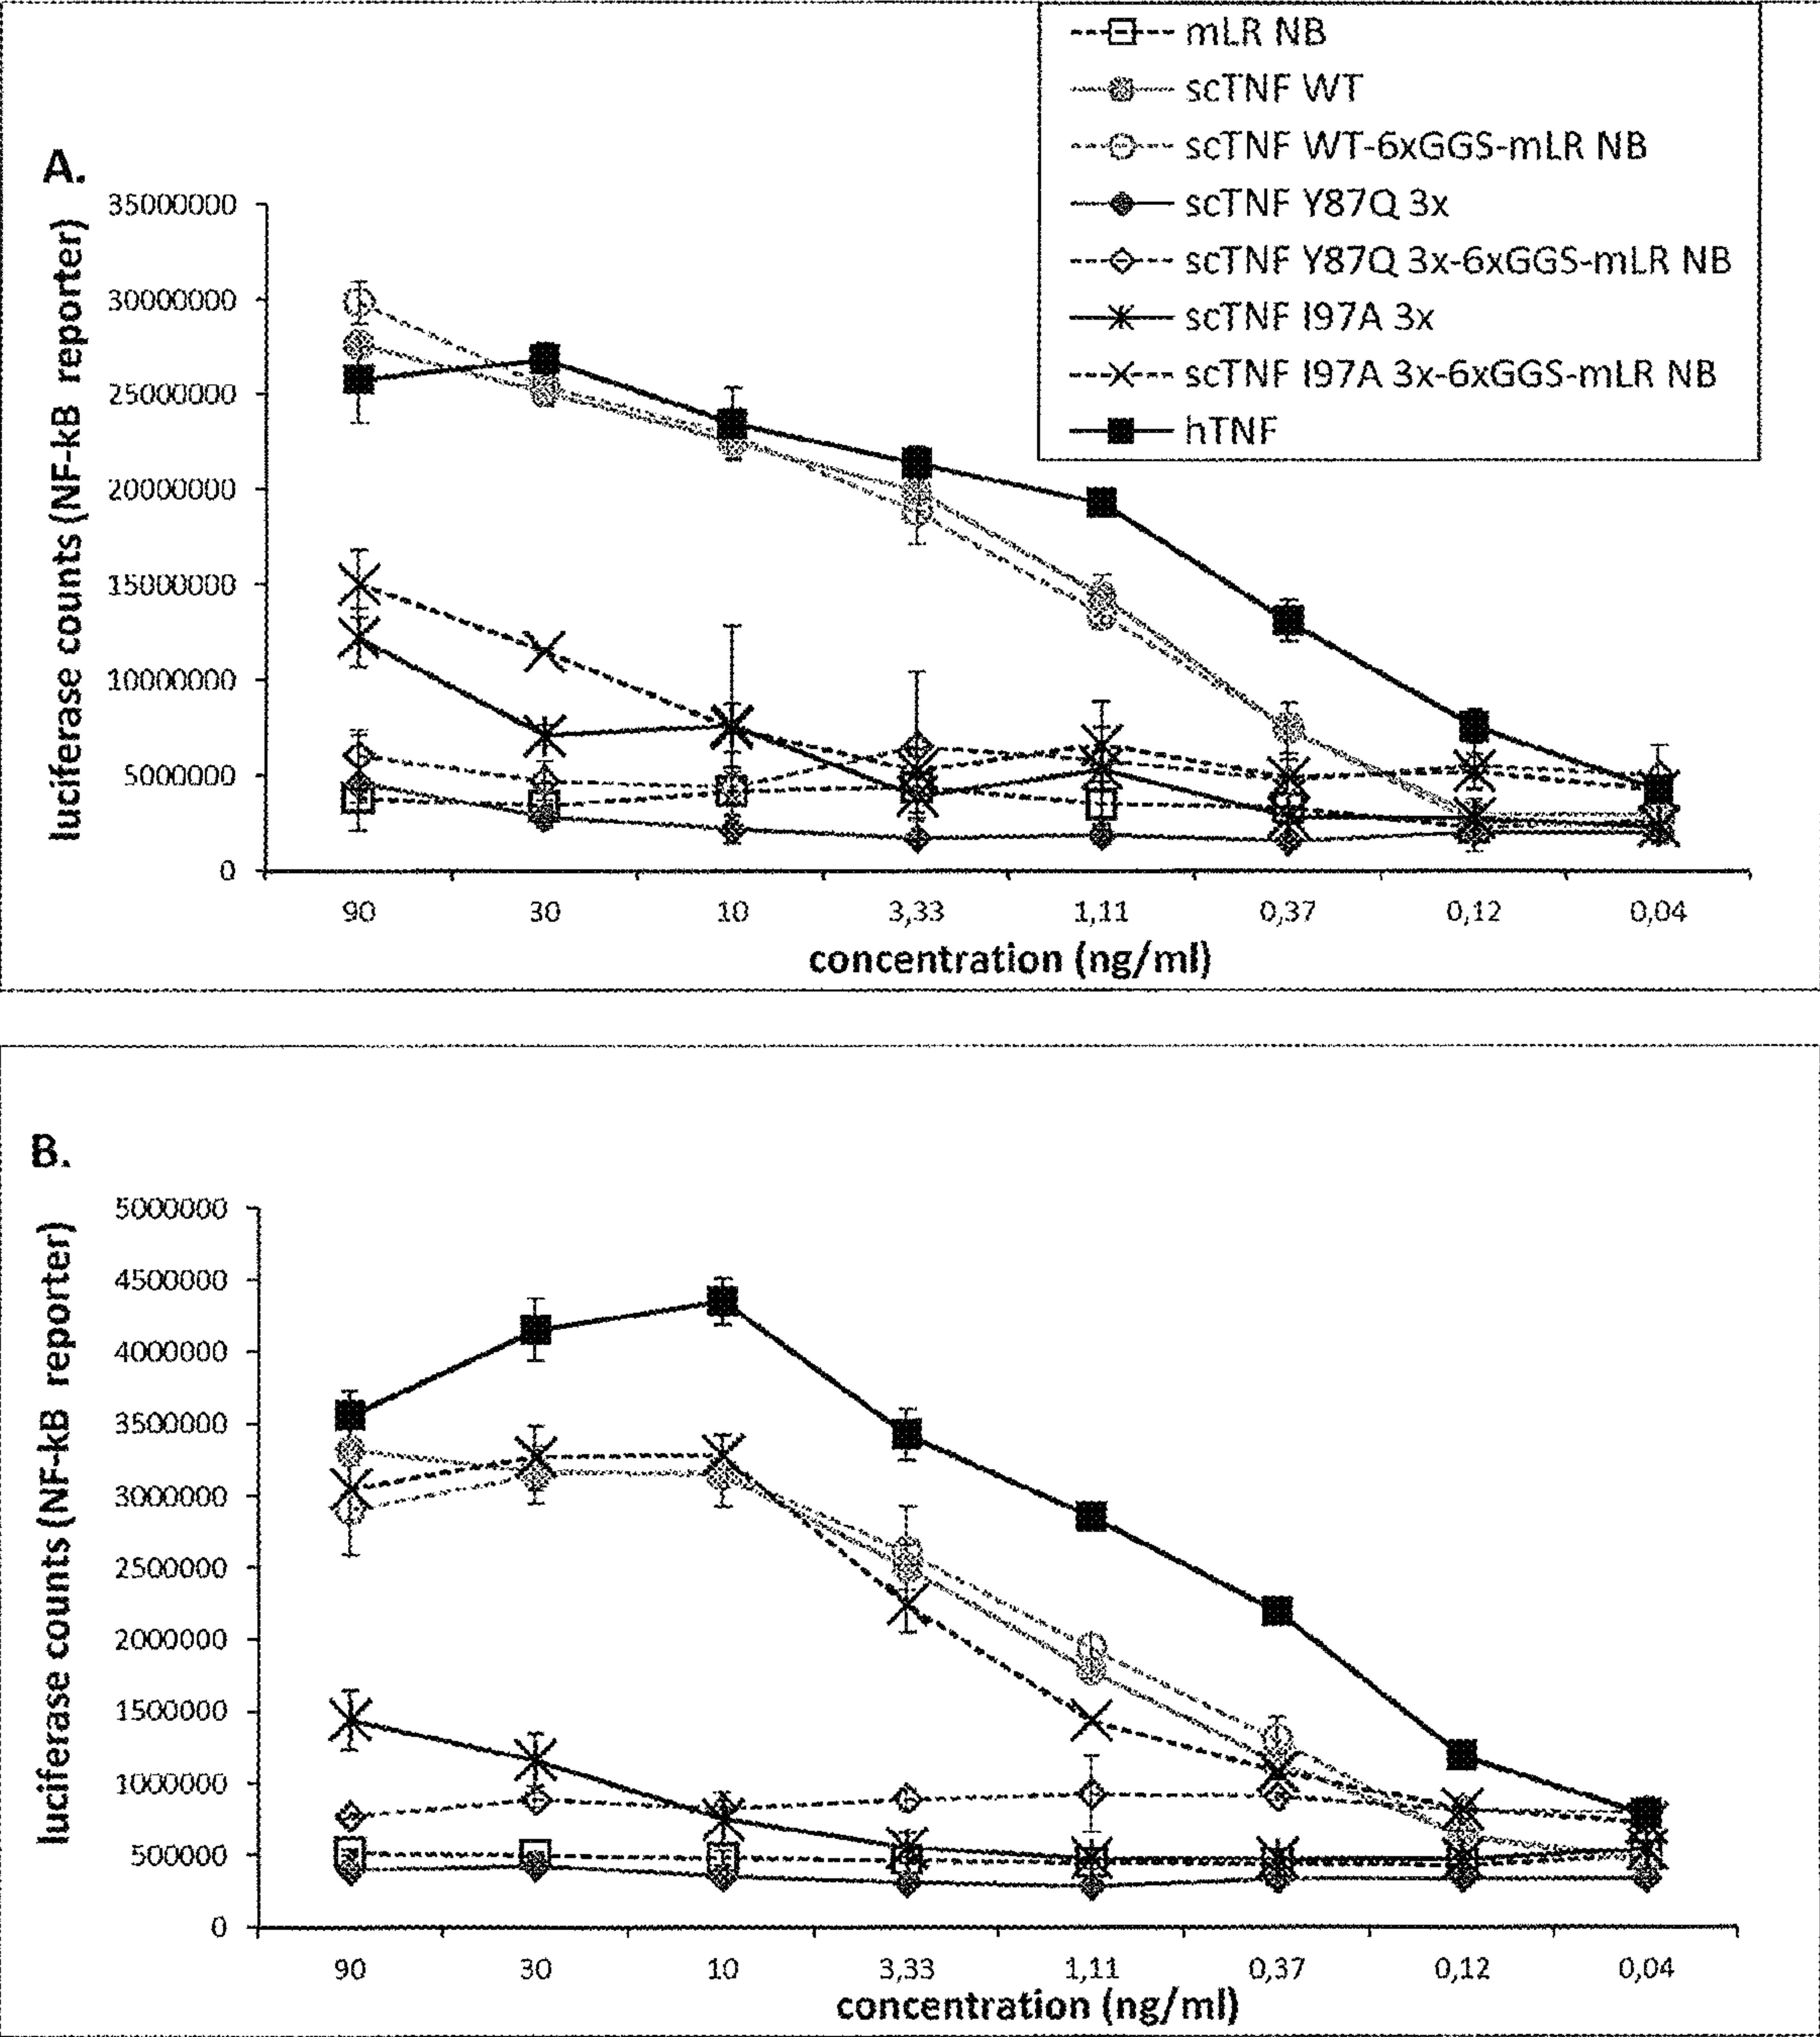 mLR NB
scTNF WT
scTNF WT-6xGGS-mLR NB
scTNF Y87Q 3x
scTNF Y87Q 3x-6xGGS-mLR NB
scTNF I97A 3x
scTNF I97A 3x-6xGGS-mLR NB
hTNF
A.
luciferase counts (NF-kB reporter)
35000000
30000000
25000000
20000000
15000000
10000000
5000000
0
90 30 10 3,33 1,11 0,37 0,12 0,04
concentration (ng/ml)
B.
luciferase counts (NF-kB reporter)
5000000
4500000
4000000
3500000
3000000
2500000
2000000
1500000
1000000
500000
0
90 30 10 3,33 1,11 0,37 0,12 0,04
concentration (ng/ml)